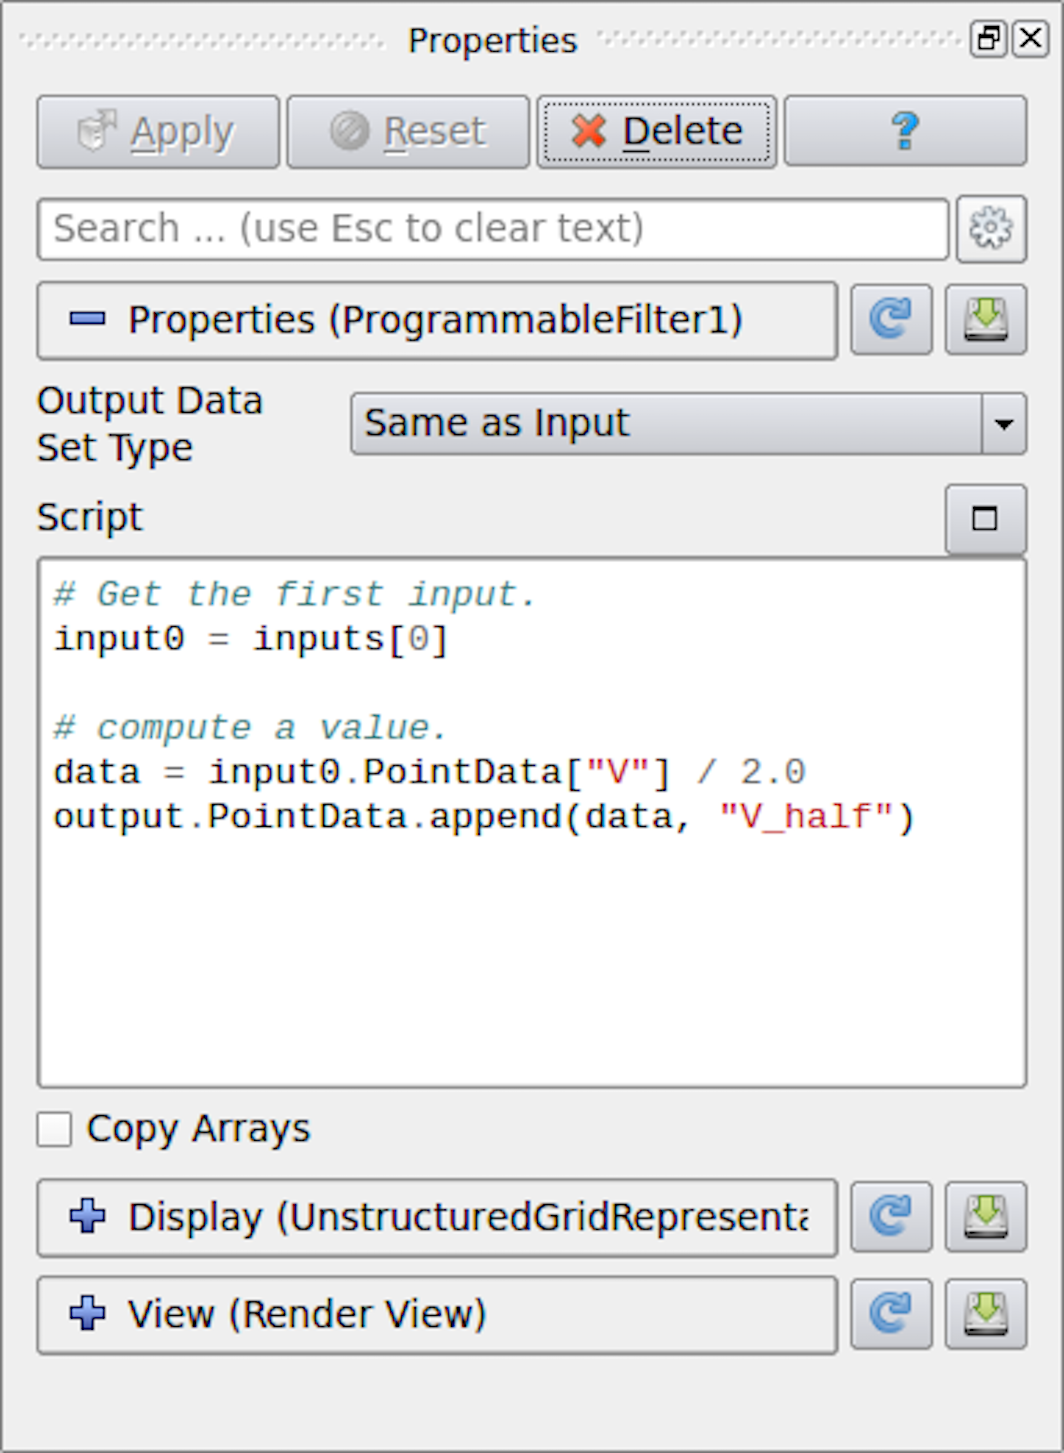 Properties
Apply Reset Delete ?
Search ... (use Esc to clear text)
Properties (ProgrammableFilter1)
Output Data
Set Type
Same as Input
Script
# Get the first input.
input0 = inputs[0]
# compute a value.
data = input0.PointData["V"] / 2.0
output.PointData.append(data, "V_half")
Copy Arrays
Display (UnstructuredGridRepresenta
View (Render View)